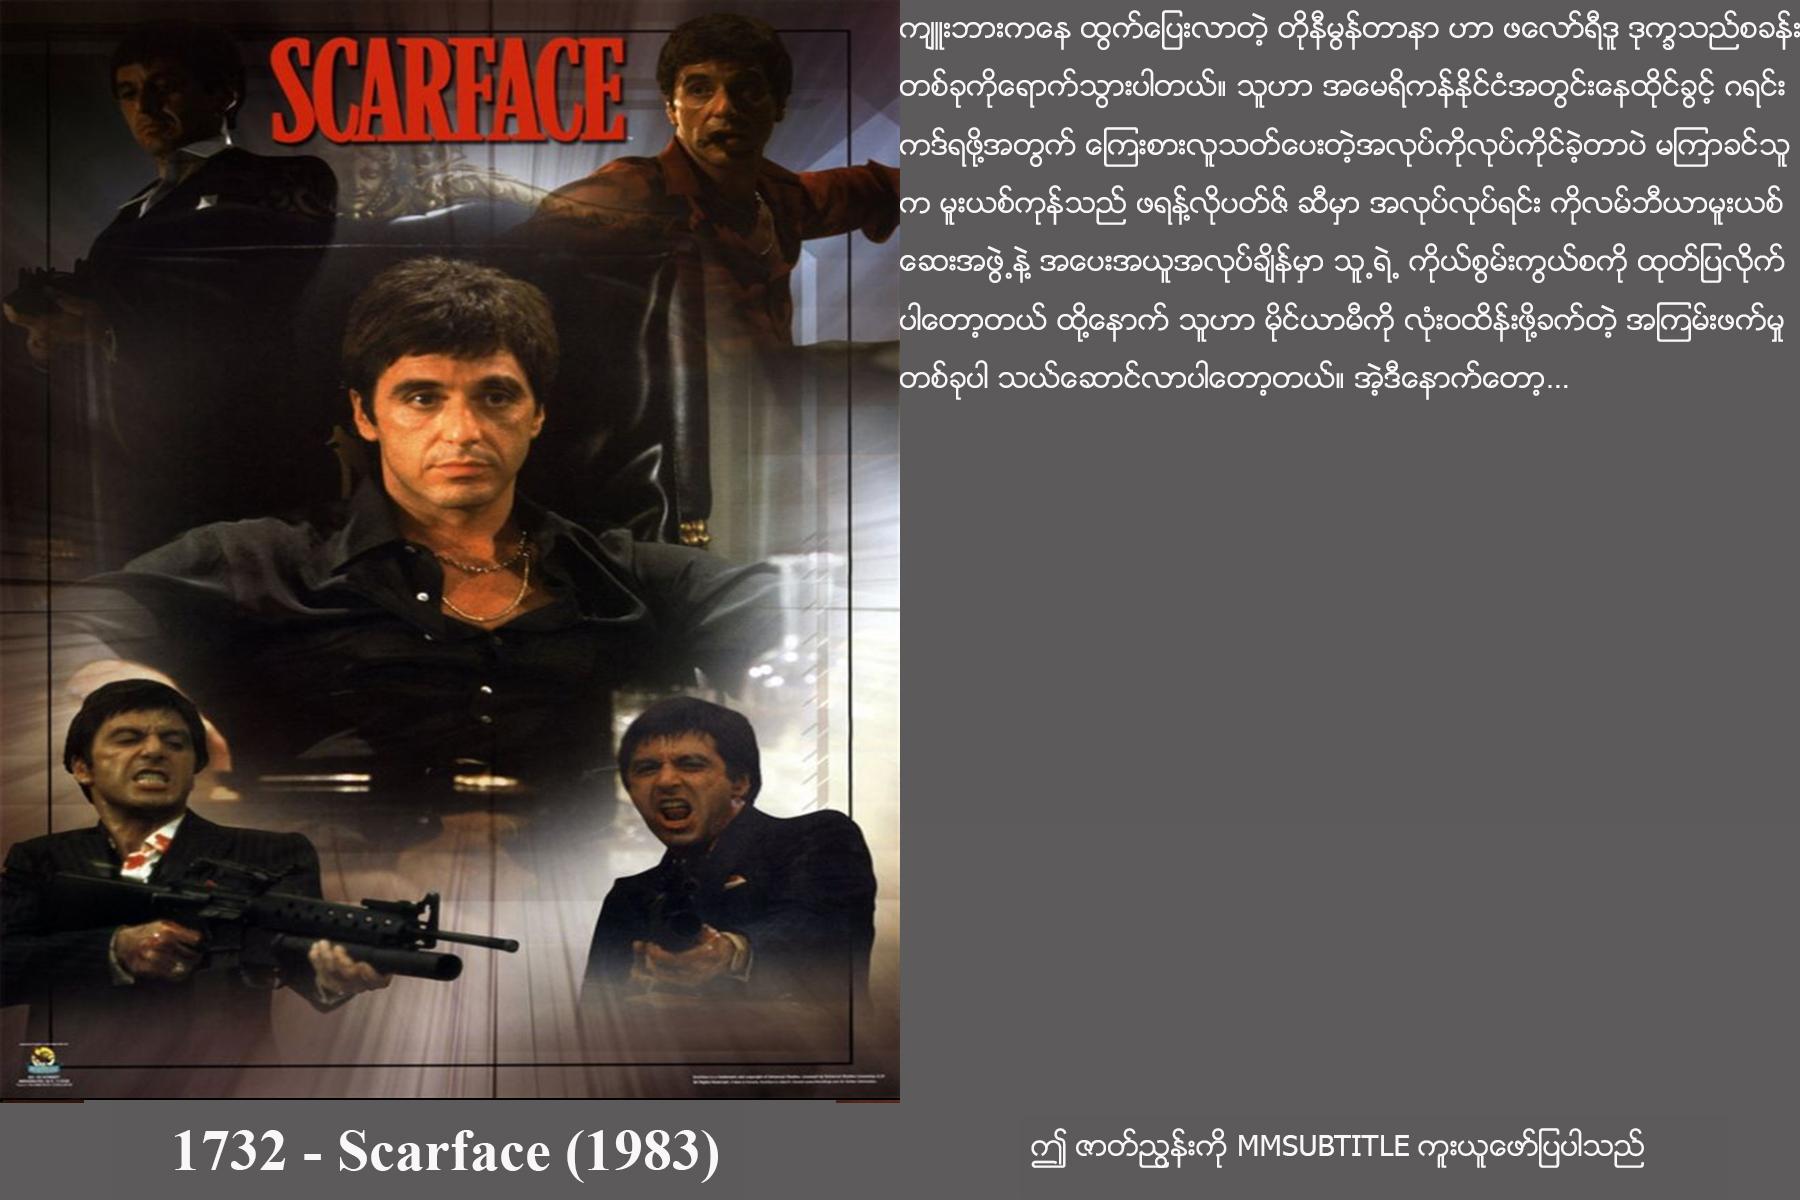 SCARFACE
ကျူးဘားကနေ ထွက်ပြေးလာတဲ့ တိုနီမွန်တာနာ ဟာ ဖလော်ရီဒူ ဒုက္ခသည်စခန်း
တစ်ခုကိုရောက်သွားပါတယ်။ သူဟာ အမေရိကန်နိုင်ငံအတွင်းနေထိုင်ခွင့် ဂရင်း
ကဒ်ရဖို့အတွက် ကြေးစားလူသတ်ပေးတဲ့အလုပ်ကိုလုပ်ကိုင်ခဲ့တာပဲ မကြာခင်သူ
က မူးယစ်ကုန်သည် ဖရန့်လိုပတ်ဇ် ဆီမှာ အလုပ်လုပ်ရင်း ကိုလမ်ဘီယာမူးယစ်
ဆေးအဖွဲ့နဲ့ အပေးအယူအလုပ်ချိန်မှာ သူ့ရဲ့ ကိုယ်စွမ်းကွယ်စကို ထုတ်ပြလိုက်
ပါတော့တယ် ထို့နောက် သူဟာ မိုင်ယာမီကို လုံးဝထိန်းဖို့ခက်တဲ့ အကြမ်းဖက်မှု
တစ်ခုပါ သယ်ဆောင်လာပါတော့တယ်။ အဲ့ဒီနောက်တော့...
1732 - Scarface (1983)
ဤ ဇာတ်ညွှန်းကို MMSUBTITLE ကူးယူဖော်ပြပါသည်